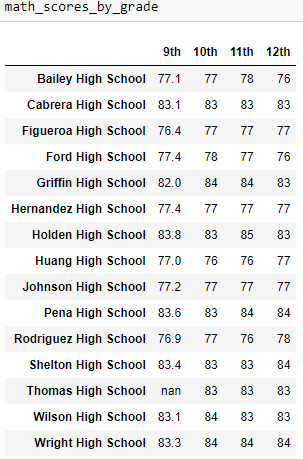 math_scores_by_grade
9th 10th 11th 12th
Bailey High School 77.1 77 78 76
Cabrera High School 83.1 83 83 83
Figueroa High School 76.4 77 77 77
Ford High School 77.4 78 77 76
Griffin High School 82.0 84 84 83
Hernandez High School 77.4 77 77 77
Holden High School 83.8 83 85 83
Huang High School 77.0 76 76 77
Johnson High School 77.2 77 77 77
Pena High School 83.6 83 84 84
Rodriguez High School 76.9 77 76 78
Shelton High School 83.4 83 83 84
Thomas High School nan 83 83 83
Wilson High School 83.1 84 83 83
Wright High School 83.3 84 84 84